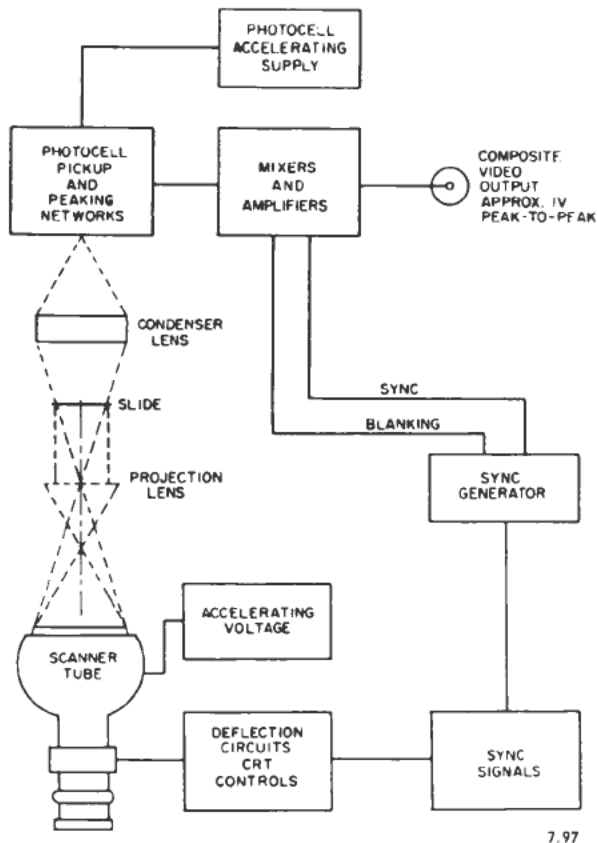 PHOTOCELL
ACCELERATING
SUPPLY
PHOTOCELL
PICKUP
AND
PEAKING
NETWORKS
MIXERS
AND
AMPLIFIERS
COMPOSITE
VIDEO
OUTPUT
APPROX. 1V
PEAK-TO-PEAK
CONDENSER
LENS
SLIDE
SYNC
BLANKING
PROJECTION
LENS
SYNC
GENERATOR
ACCELERATING
VOLTAGE
SCANNER
TUBE
DEFLECTION
CIRCUITS
CRT
CONTROLS
SYNC
SIGNALS
7.97